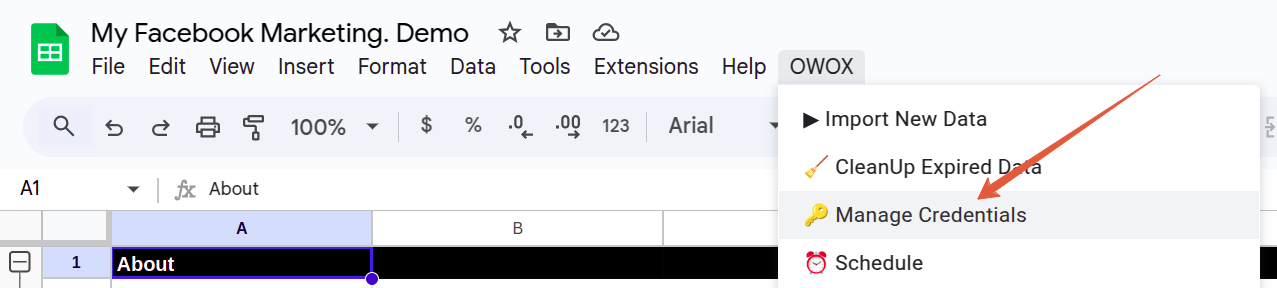 My Facebook Marketing. Demo
File Edit View Insert Format Data Tools Extensions Help OWOX
100% $ % .0 .00 123 Arial
▶ Import New Data
🧹 CleanUp Expired Data
🔑 Manage Credentials
⏰ Schedule
A1 fx About
A B
1 About